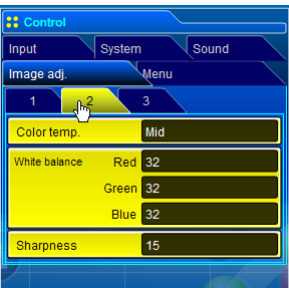 Control
Input System Sound
Image adj. Menu
1 2 3
Color temp. Mid
White balance Red 32
Green 32
Blue 32
Sharpness 15